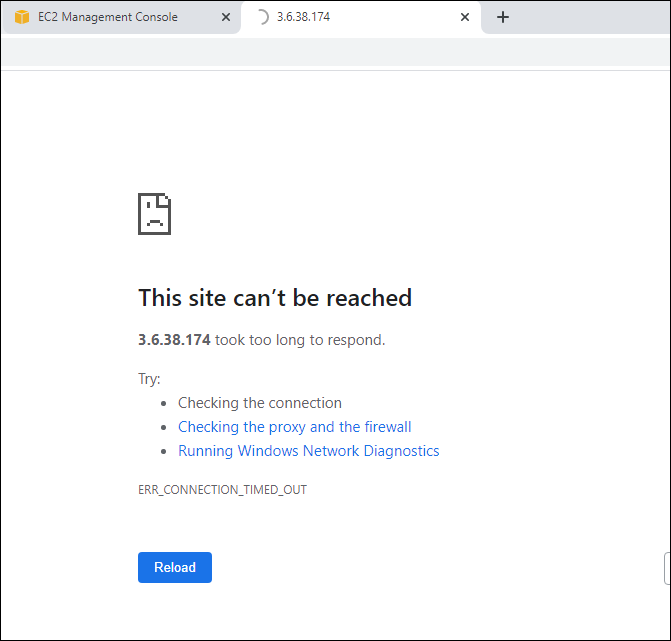 EC2 Management Console
3.6.38.174
This site can’t be reached
3.6.38.174 took too long to respond.
Try:
Checking the connection
Checking the proxy and the firewall
Running Windows Network Diagnostics
ERR_CONNECTION_TIMED_OUT
Reload